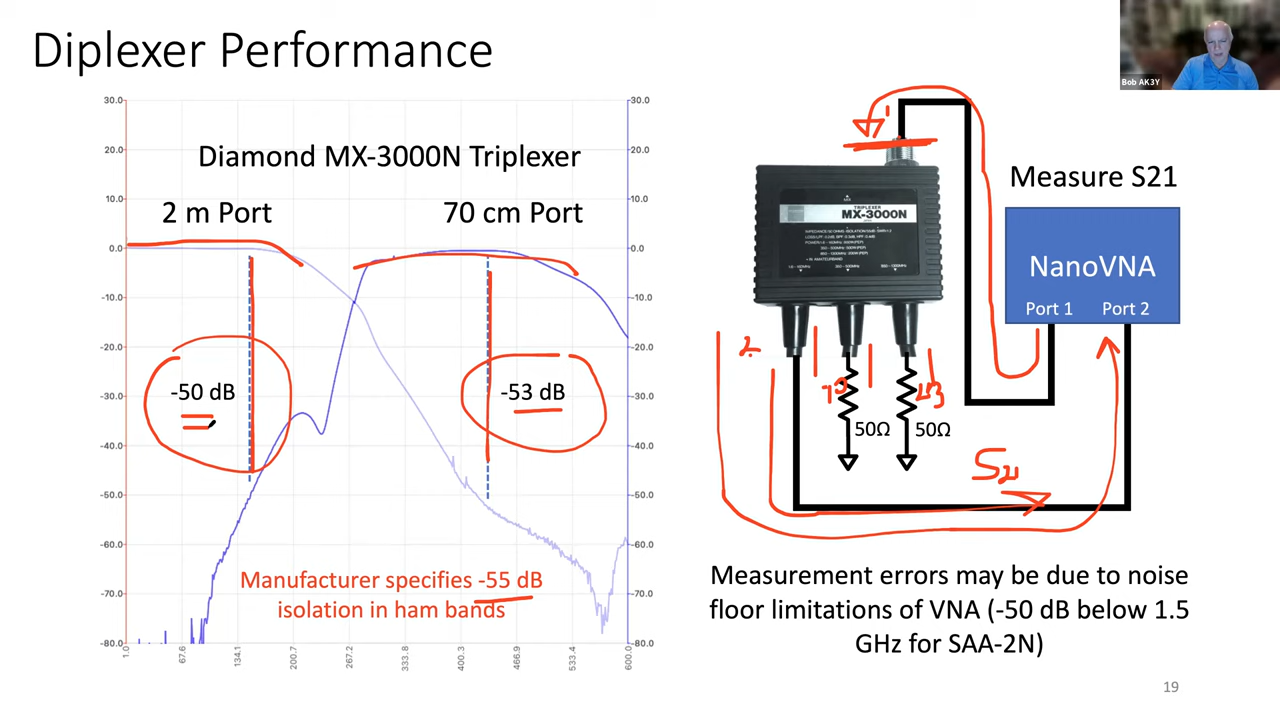 Diplexer Performance
Bob AK3Y
Diamond MX-3000N Triplexer
2 m Port
70 cm Port
30.0
20.0
10.0
0.0
-10.0
-20.0
-30.0
-40.0
-50.0
-60.0
-70.0
-80.0
30.0
20.0
10.0
0.0
-10.0
-20.0
-30.0
-40.0
-50.0
-60.0
-70.0
-80.0
1.0
67.6
134.1
200.7
267.2
333.8
400.3
466.9
533.4
600.0
-50 dB
-53 dB
Manufacturer specifies -55 dB
isolation in ham bands
TRIPLEXER
MX-3000N
1
2
50Ω
50Ω
S21
Measure S21
NanoVNA
Port 1
Port 2
Measurement errors may be due to noise
floor limitations of VNA (-50 dB below 1.5
GHz for SAA-2N)
19